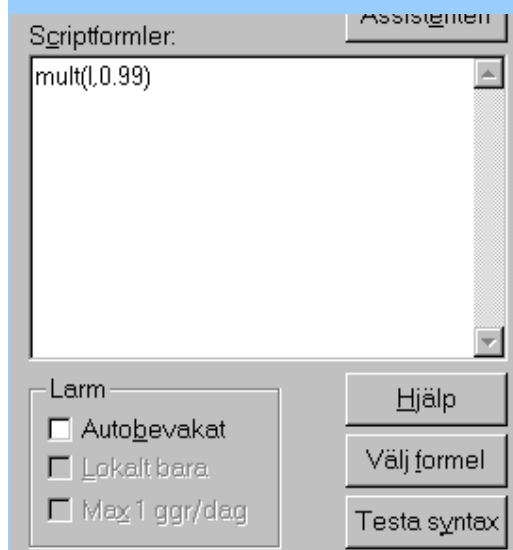 Assistenten
Scriptformler:
mult(l,0.99)
Larm
Autobevakat
Lokalt bara
Max 1 ggr/dag
Hjälp
Välj formel
Testa syntax